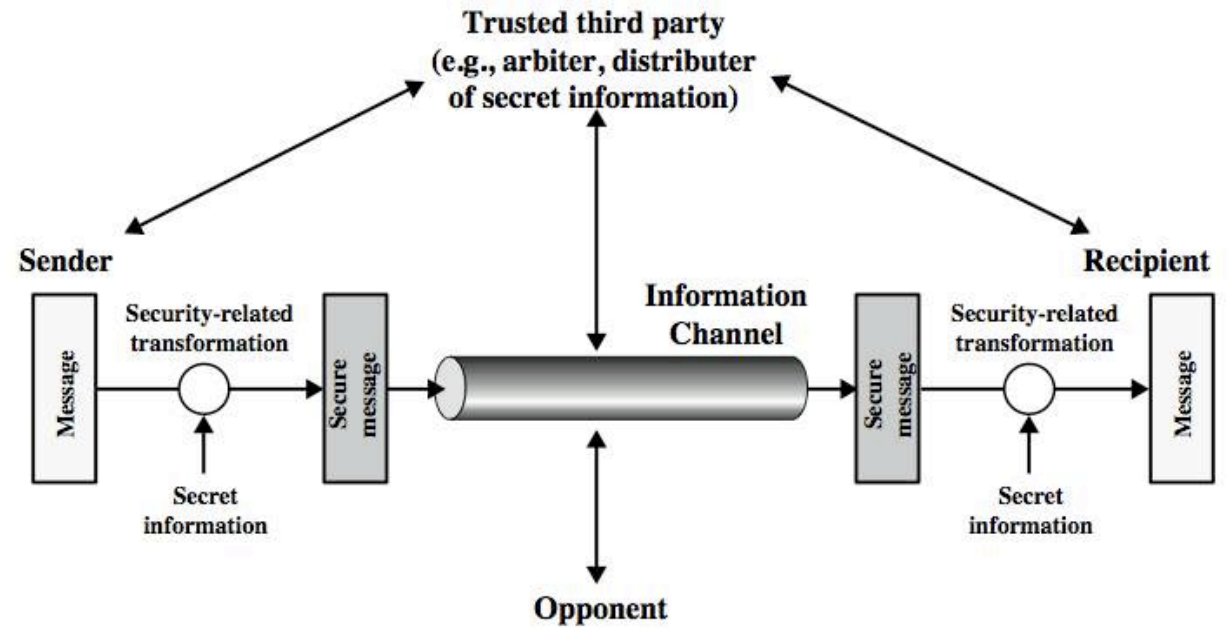 Trusted third party
(e.g., arbiter, distributer
of secret information)
Sender
Recipient
Information
Channel
Security-related
transformation
Security-related
transformation
Message
Secure
message
Secure
message
Message
Secret
information
Secret
information
Opponent